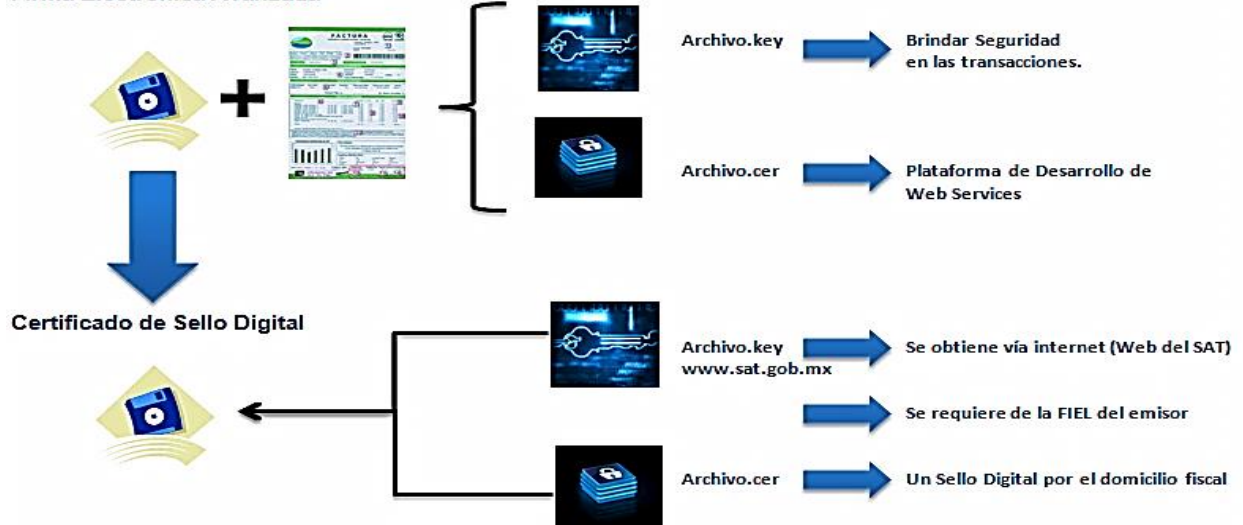 FACTURA
Archivo.key
Brindar Seguridad
en las transacciones.
Archivo.cer
Plataforma de Desarrollo de
Web Services
Certificado de Sello Digital
Archivo.key
www.sat.gob.mx
Se obtiene vía internet (Web del SAT)
Se requiere de la FIEL del emisor
Archivo.cer
Un Sello Digital por el domicilio fiscal